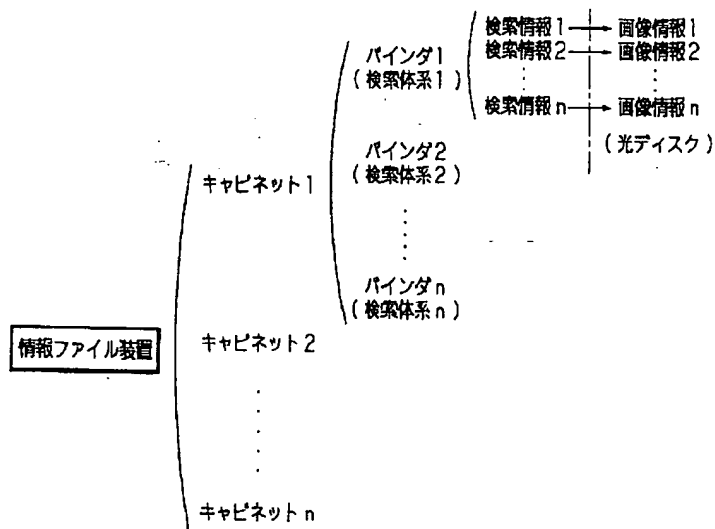 検索情報1 → 画像情報1
検索情報2 → 画像情報2
検索情報n → 画像情報n
(光ディスク)
バインダ1
(検索体系1)
バインダ2
(検索体系2)
バインダn
(検索体系n)
キャビネット1
キャビネット2
キャビネットn
情報ファイル装置